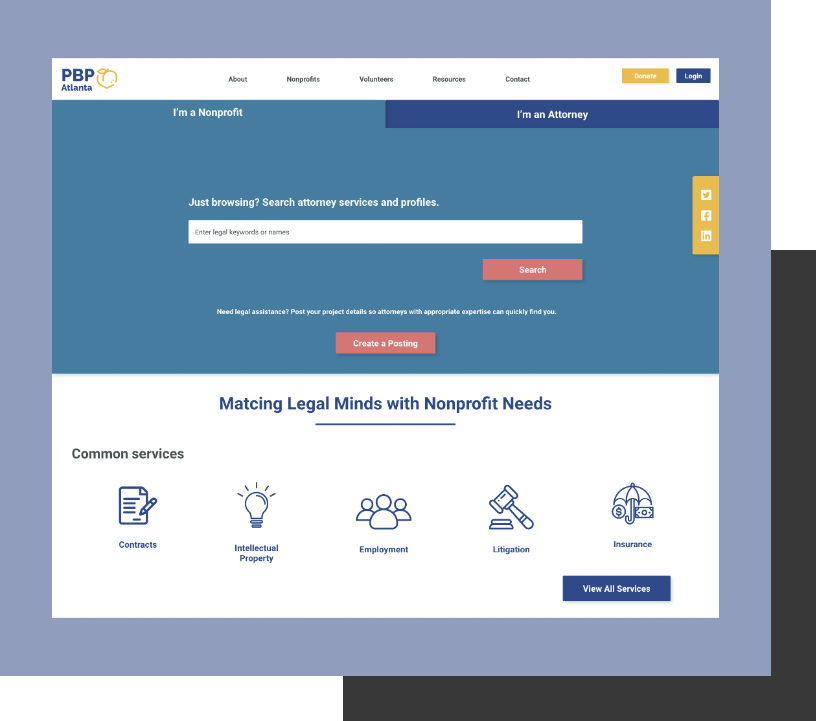 PBP
Atlanta
About Nonprofits Volunteers Resources Contact
Donate Login
I'm a Nonprofit
I'm an Attorney
Just browsing? Search attorney services and profiles.
Enter legal keywords or names
Search
Need legal assistance? Post your project details so attorneys with appropriate expertise can quickly find you.
Create a Posting
Matcing Legal Minds with Nonprofit Needs
Common services
Contracts
Intellectual
Property
Employment
Litigation
Insurance
View All Services